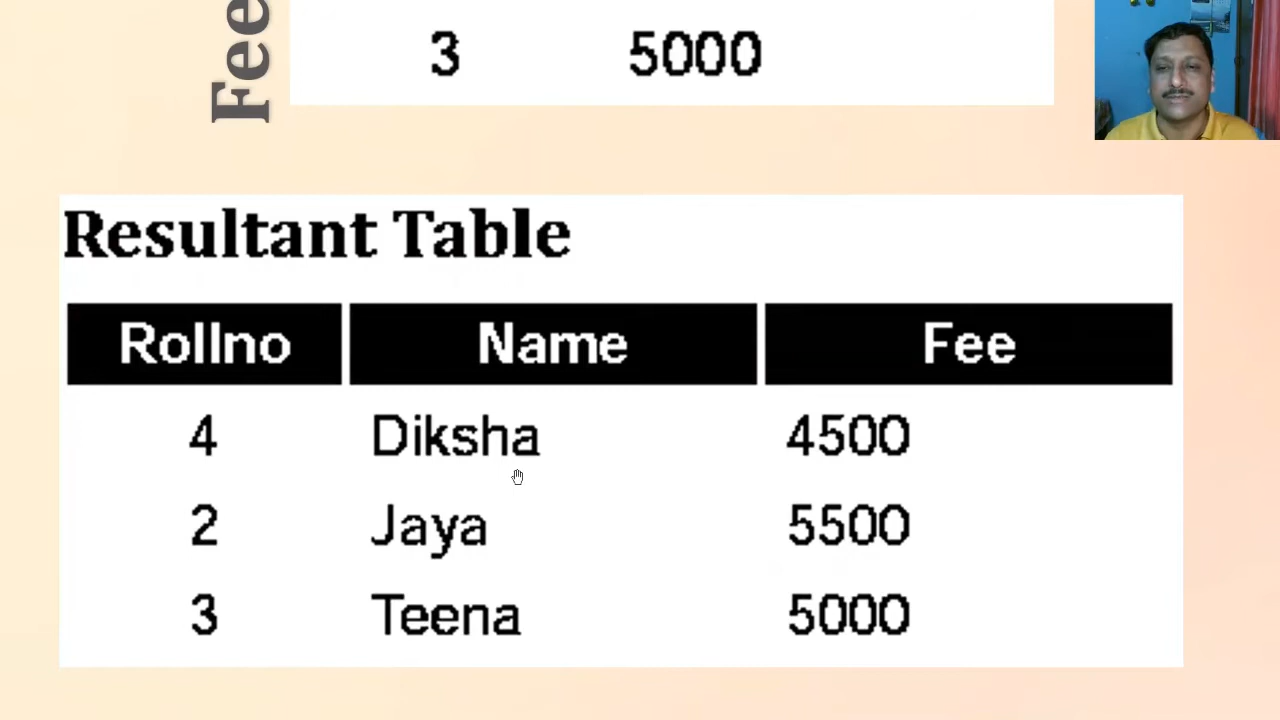 Fee
3 5000
Resultant Table
Rollno Name Fee
4 Diksha 4500
2 Jaya 5500
3 Teena 5000